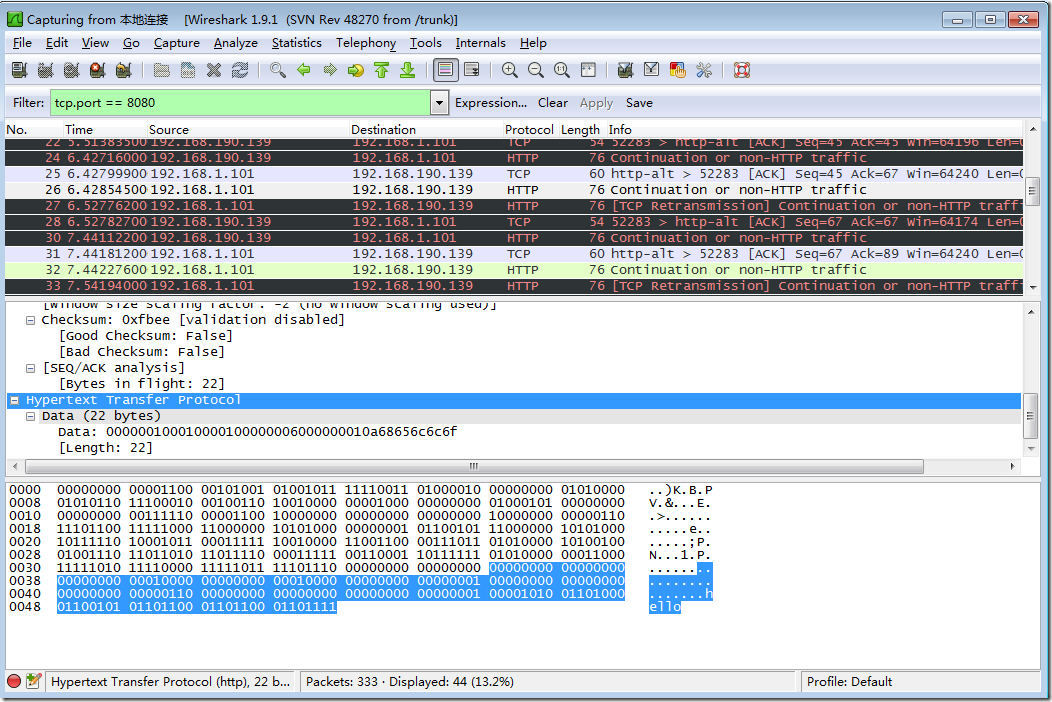 Capturing from 本地连接 [Wireshark 1.9.1 (SVN Rev 48270 from /trunk)]
File Edit View Go Capture Analyze Statistics Telephony Tools Internals Help
Filter: tcp.port == 8080 Expression... Clear Apply Save
No. Time Source Destination Protocol Length Info
22 5.51383500 192.168.190.139 192.168.1.101 TCP 54 52283 > http-alt [ACK] Seq=45 Ack=45 Win=64196 Len=0
24 6.42716000 192.168.190.139 192.168.1.101 HTTP 76 Continuation or non-HTTP traffic
25 6.42799900 192.168.1.101 192.168.190.139 TCP 60 http-alt > 52283 [ACK] Seq=45 Ack=67 Win=64240 Len=0
26 6.42854500 192.168.1.101 192.168.190.139 HTTP 76 Continuation or non-HTTP traffic
27 6.52776200 192.168.1.101 192.168.190.139 HTTP 76 [TCP Retransmission] Continuation or non-HTTP traff
28 6.52782700 192.168.190.139 192.168.1.101 TCP 54 52283 > http-alt [ACK] Seq=67 Ack=67 Win=64174 Len=0
30 7.44112200 192.168.190.139 192.168.1.101 HTTP 76 Continuation or non-HTTP traffic
31 7.44181200 192.168.1.101 192.168.190.139 TCP 60 http-alt > 52283 [ACK] Seq=67 Ack=89 Win=64240 Len=0
32 7.44227600 192.168.1.101 192.168.190.139 HTTP 76 Continuation or non-HTTP traffic
33 7.54194000 192.168.1.101 192.168.190.139 HTTP 76 [TCP Retransmission] Continuation or non-HTTP traff
[Window size scaling factor: -2 (no window scaling used)]
Checksum: 0xfbee [validation disabled]
[Good Checksum: False]
[Bad Checksum: False]
[SEQ/ACK analysis]
[Bytes in flight: 22]
Hypertext Transfer Protocol
Data (22 bytes)
Data: 000000100010000100000006000000010a68656c6c6f
[Length: 22]
0000 00000000 00001100 00101001 01001011 11110011 01000010 00000000 01010000 ..)K.B.P
0008 01010110 11100010 00100110 10010000 00001000 00000000 01000101 00000000 V.&...E.
0010 00000000 00111110 00001100 10000000 00000000 00000000 10000000 00000110 .>......
0018 11101100 11111000 11000000 10101000 00000001 01100101 11000000 10101000 .....e..
0020 10111110 10001011 00011111 10010000 11001100 00111011 01010000 10100100 .....;P.
0028 01001110 11011010 11011110 00011111 00110001 10111111 01010000 00011000 N...1.P.
0030 11111010 11110000 11111011 11101110 00000000 00000000 00000000 00000000 ........
0038 00000000 00010000 00000000 00010000 00000000 00000001 00000000 00000000 ........
0040 00000000 00000110 00000000 00000000 00000000 00000001 00001010 01101000 .......h
0048 01100101 01101100 01101100 01101111 ello
Hypertext Transfer Protocol (http), 22 b... Packets: 333 · Displayed: 44 (13.2%) Profile: Default